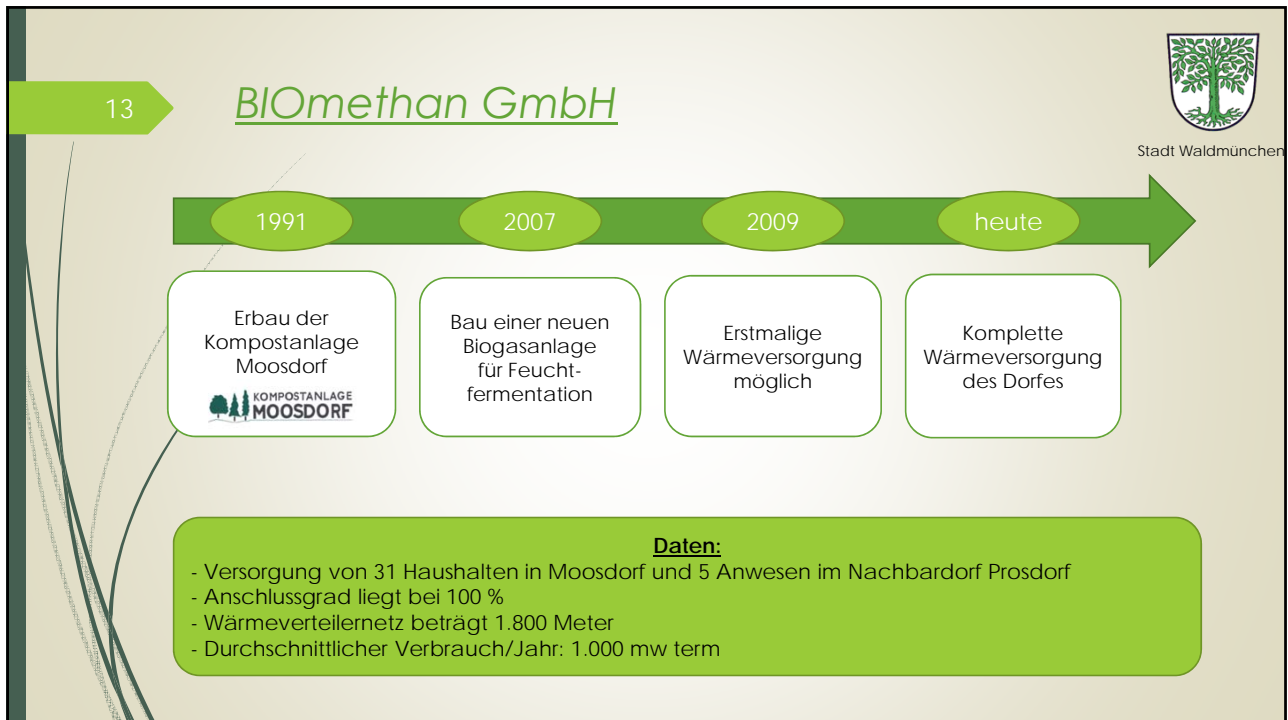 13
BIOmethan GmbH
Stadt Waldmünchen
1991
2007
2009
heute
Erbau der
Kompostanlage
Moosdorf
KOMPOSTANLAGE
MOOSDORF
Bau einer neuen
Biogasanlage
für Feucht-
fermentation
Erstmalige
Wärmeversorgung
möglich
Komplette
Wärmeversorgung
des Dorfes
Daten:
- Versorgung von 31 Haushalten in Moosdorf und 5 Anwesen im Nachbardorf Prosdorf
- Anschlussgrad liegt bei 100 %
- Wärmeverteilernetz beträgt 1.800 Meter
- Durchschnittlicher Verbrauch/Jahr: 1.000 mw term